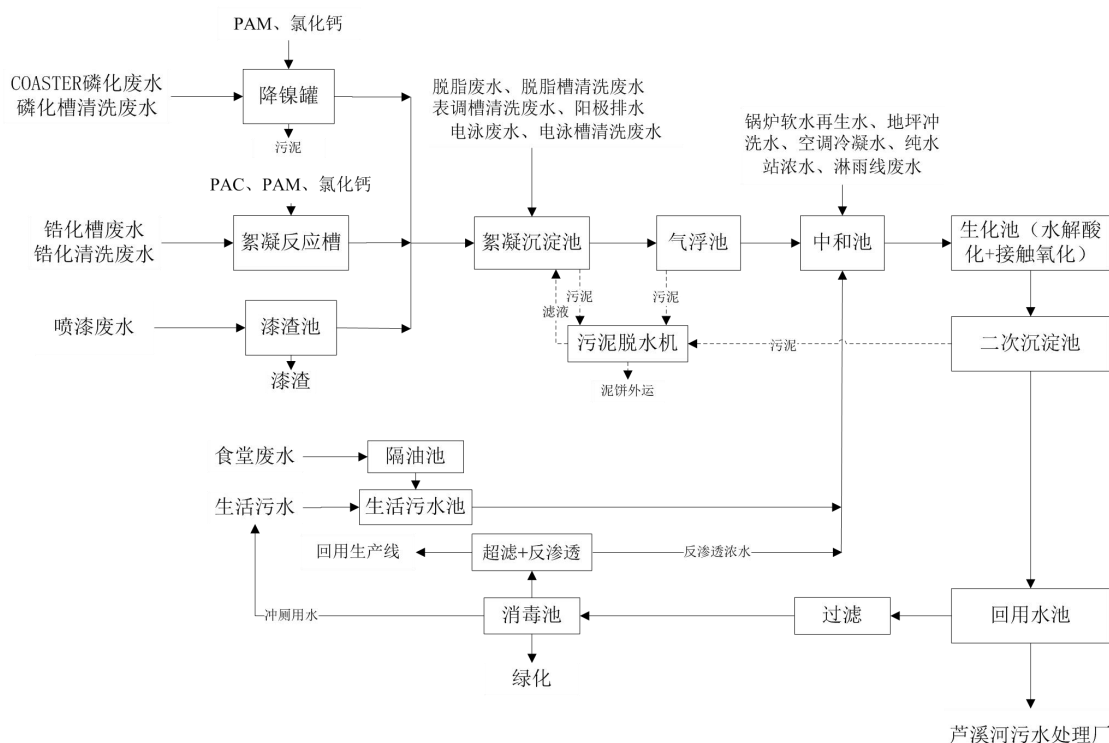 PAM、氯化钙
COASTER磷化废水
磷化槽清洗废水
降镍罐
污泥
脱脂废水、脱脂槽清洗废水
表调槽清洗废水、阳极排水
电泳废水、电泳槽清洗废水
锅炉软水再生水、地坪冲
洗水、空调冷凝水、纯水
站浓水、淋雨线废水
PAC、PAM、氯化钙
锆化槽废水
锆化清洗废水
絮凝反应槽
絮凝沉淀池
气浮池
中和池
生化池（水解酸
化+接触氧化）
污泥
污泥
滤液
喷漆废水
漆渣池
漆渣
污泥脱水机
污泥
二次沉淀池
泥饼外运
食堂废水
隔油池
生活污水
生活污水池
回用生产线
超滤+反渗透
反渗透浓水
冲厕用水
消毒池
过滤
回用水池
绿化
芦溪河污水处理厂